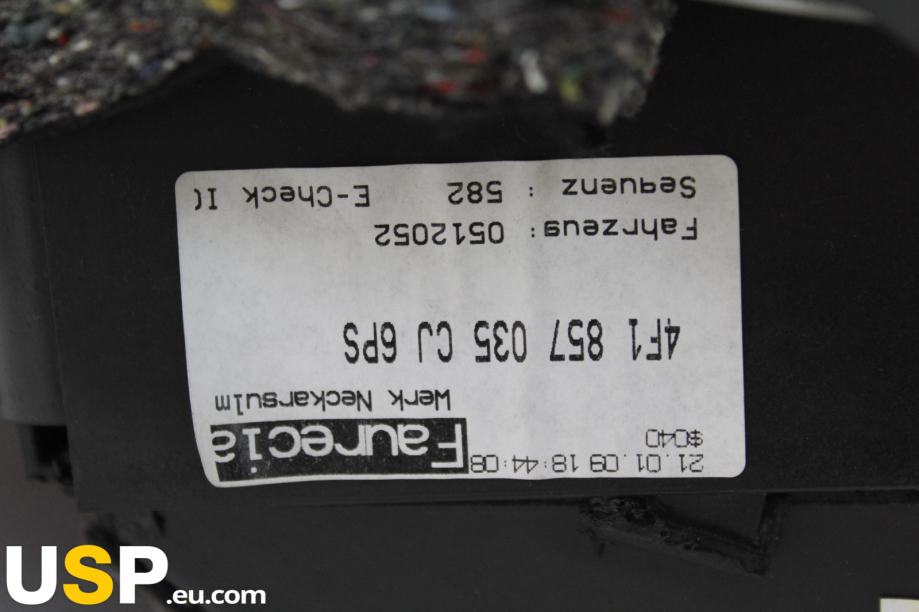 21.01.09 18:44:08
$040
Faurecia
Werk Neckarsulm
4F1 857 035 CJ 6PS
Fahrzeug: 0512052
Sequenz : 582 E-Check I(
USP.eu.com